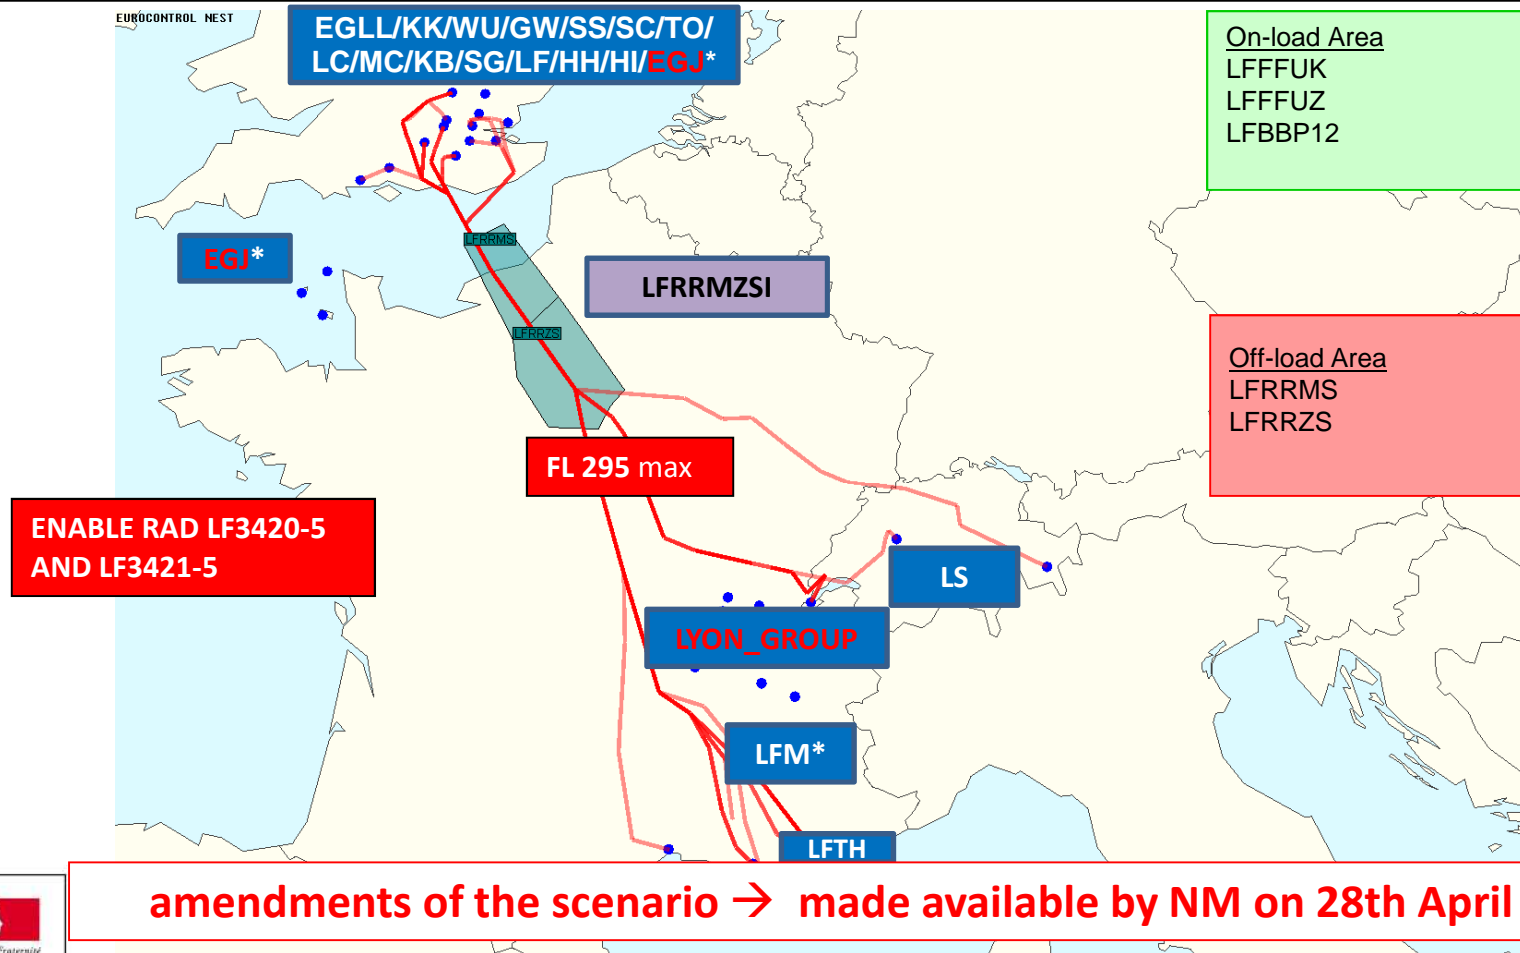 EUROCONTROL NEST
EGLL/KK/WU/GW/SS/SC/TO/
LC/MC/KB/SG/LF/HH/HI/EGJ*
On-load Area
LFFFUK
LFFFUZ
LFBBP12
EGJ*
LFRRMS
LFRRMZSI
LFRRZS
Off-load Area
LFRRMS
LFRRZS
FL 295 max
ENABLE RAD LF3420-5
AND LF3421-5
LS
LYON_GROUP
LFM*
LFTH
amendments of the scenario → made available by NM on 28th April
Fraternité